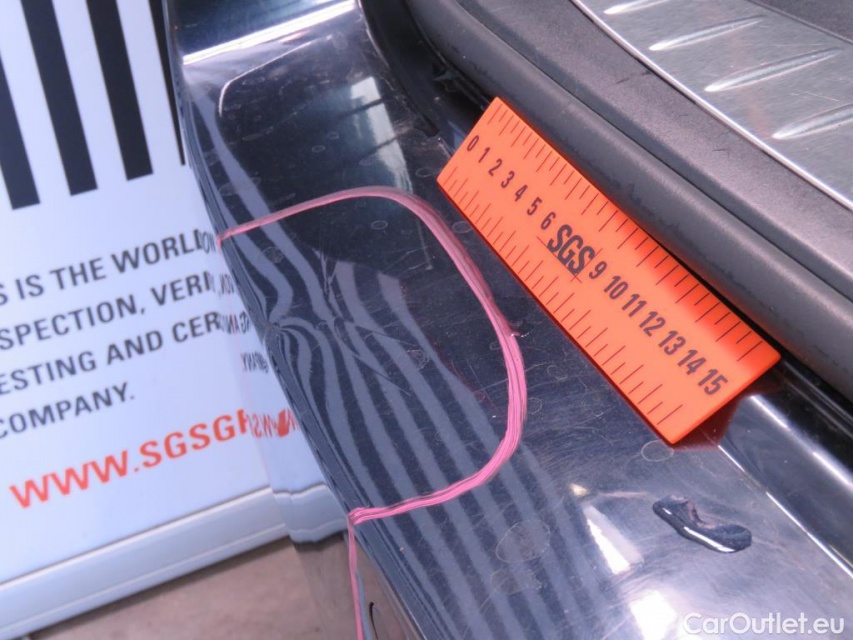 S IS THE WORLD
SPECTION, VERI
ESTING AND CER
COMPANY.
WWW.SGSG
0 1 2 3 4 5 6 SGS 9 10 11 12 13 14 15
CarOutlet.eu